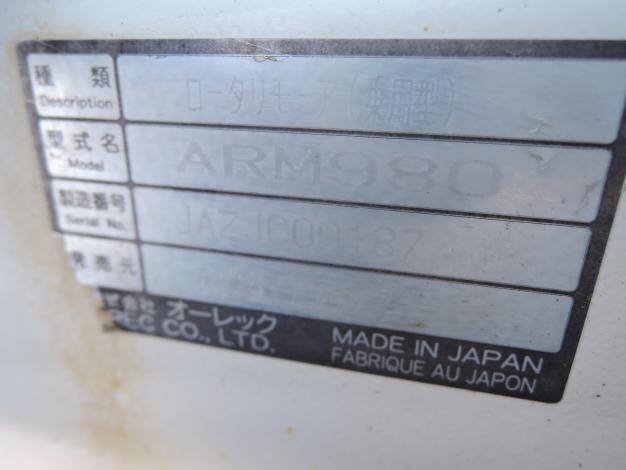 種類 ロータリモーア(乗用型)
Description
型式名 ARM980
Model
製造番号
Serial No.
発売元
式会社 オーレック
REC CO., LTD. MADE IN JAPAN
FABRIQUE AU JAPON